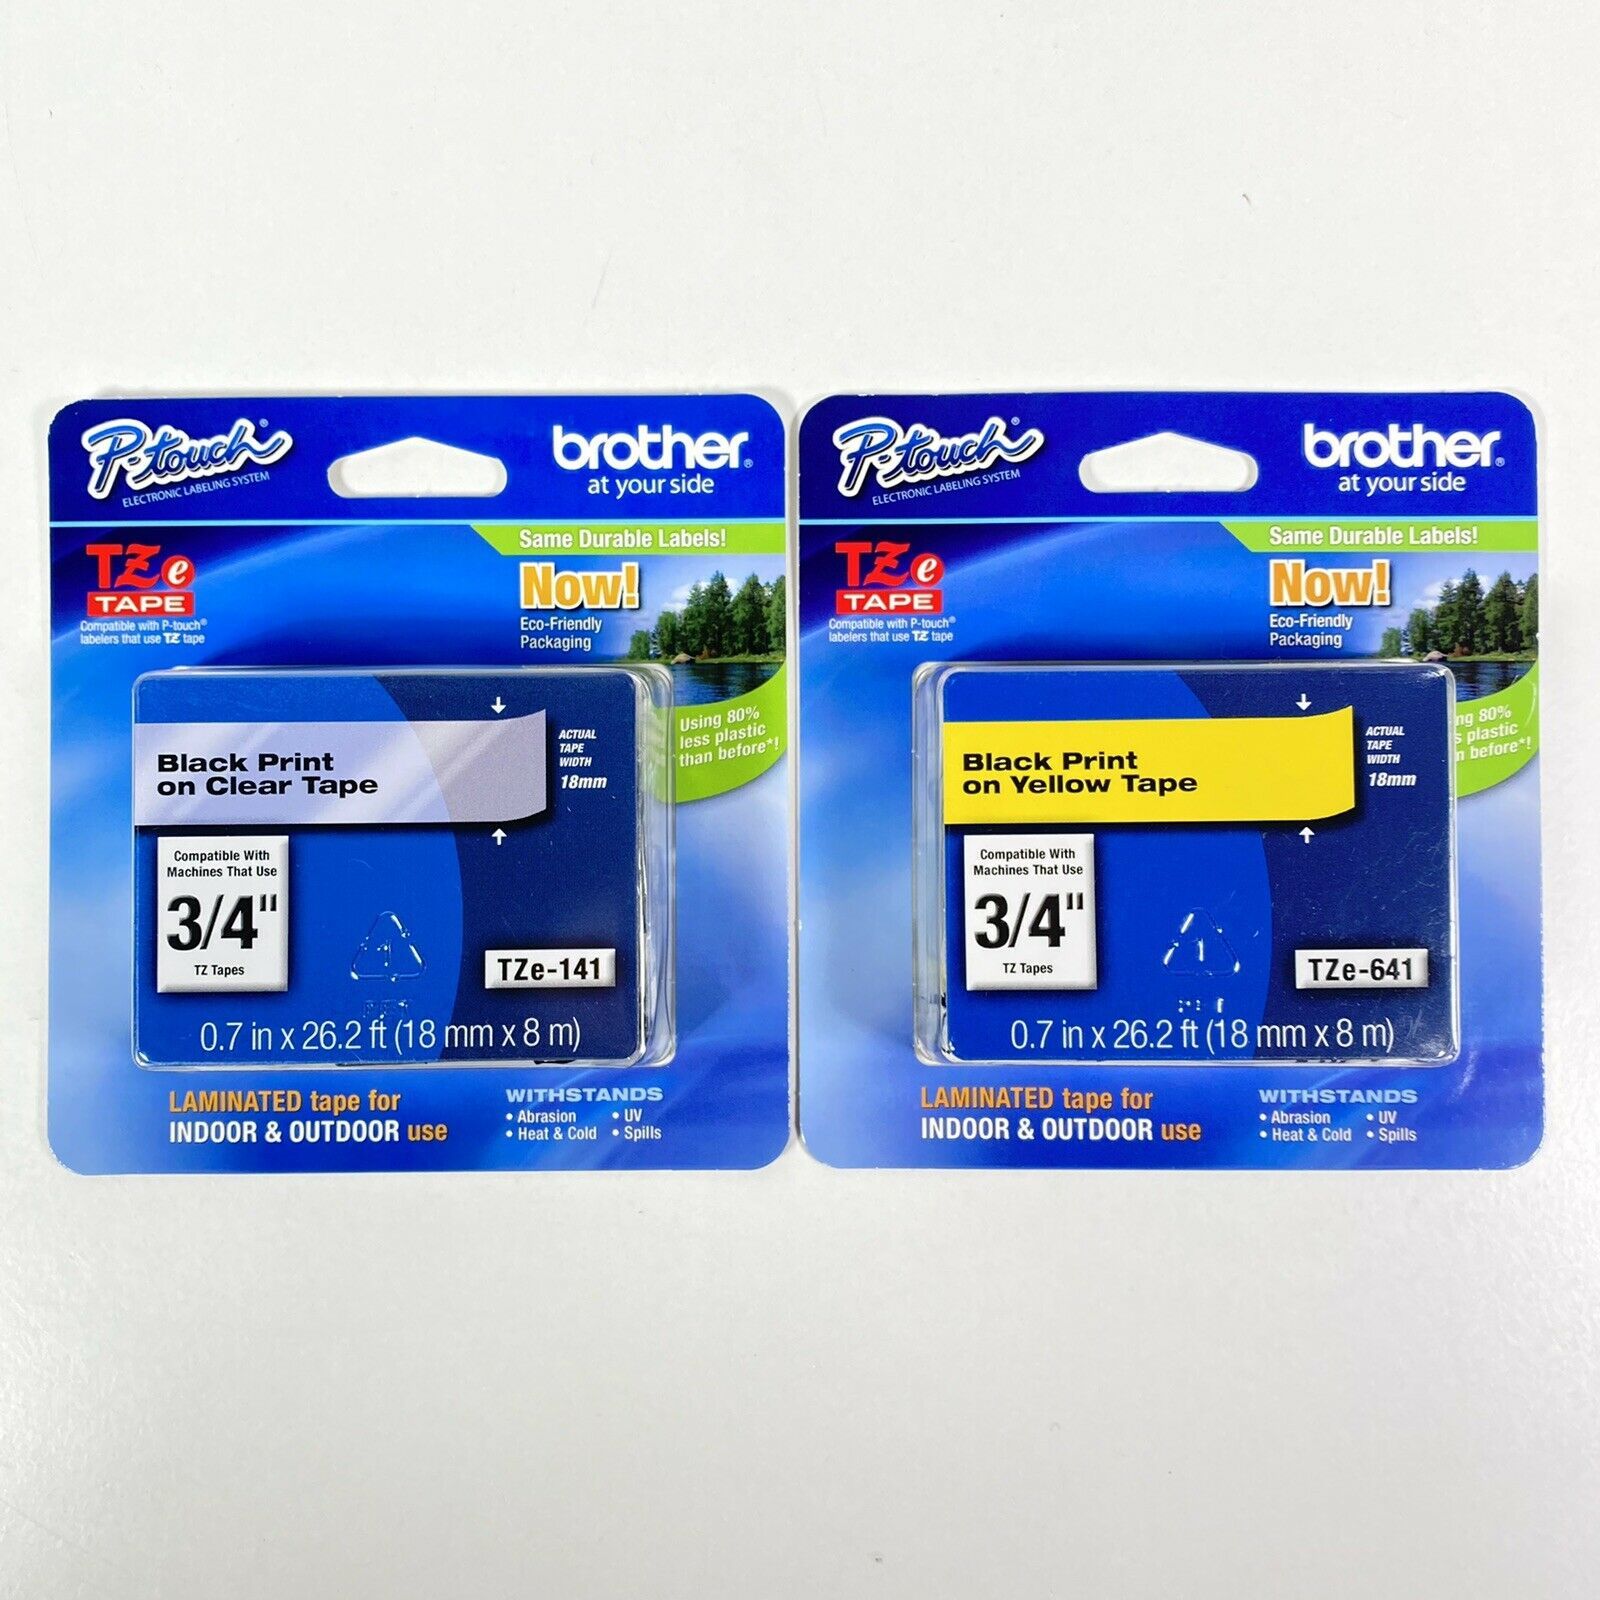 P-touch®
ELECTRONIC LABELING SYSTEM
brother®
at your side
Same Durable Labels!
TZe
TAPE
Compatible with P-touch®
labelers that use TZ tape
Now!
Eco-Friendly
Packaging
Using 80%
less plastic
than before*!
Black Print
on Clear Tape
ACTUAL
TAPE
WIDTH
18mm
Compatible With
Machines That Use
3/4"
TZ Tapes
1
TZe-141
0.7 in x 26.2 ft (18 mm x 8 m)
LAMINATED tape for
INDOOR & OUTDOOR use
WITHSTANDS
• Abrasion • UV
• Heat & Cold • Spills
P-touch®
ELECTRONIC LABELING SYSTEM
brother®
at your side
Same Durable Labels!
TZe
TAPE
Compatible with P-touch®
labelers that use TZ tape
Now!
Eco-Friendly
Packaging
80%
plastic
before*!
Black Print
on Yellow Tape
ACTUAL
TAPE
WIDTH
18mm
Compatible With
Machines That Use
3/4"
TZ Tapes
1
TZe-641
0.7 in x 26.2 ft (18 mm x 8 m)
LAMINATED tape for
INDOOR & OUTDOOR use
WITHSTANDS
• Abrasion • UV
• Heat & Cold • Spills